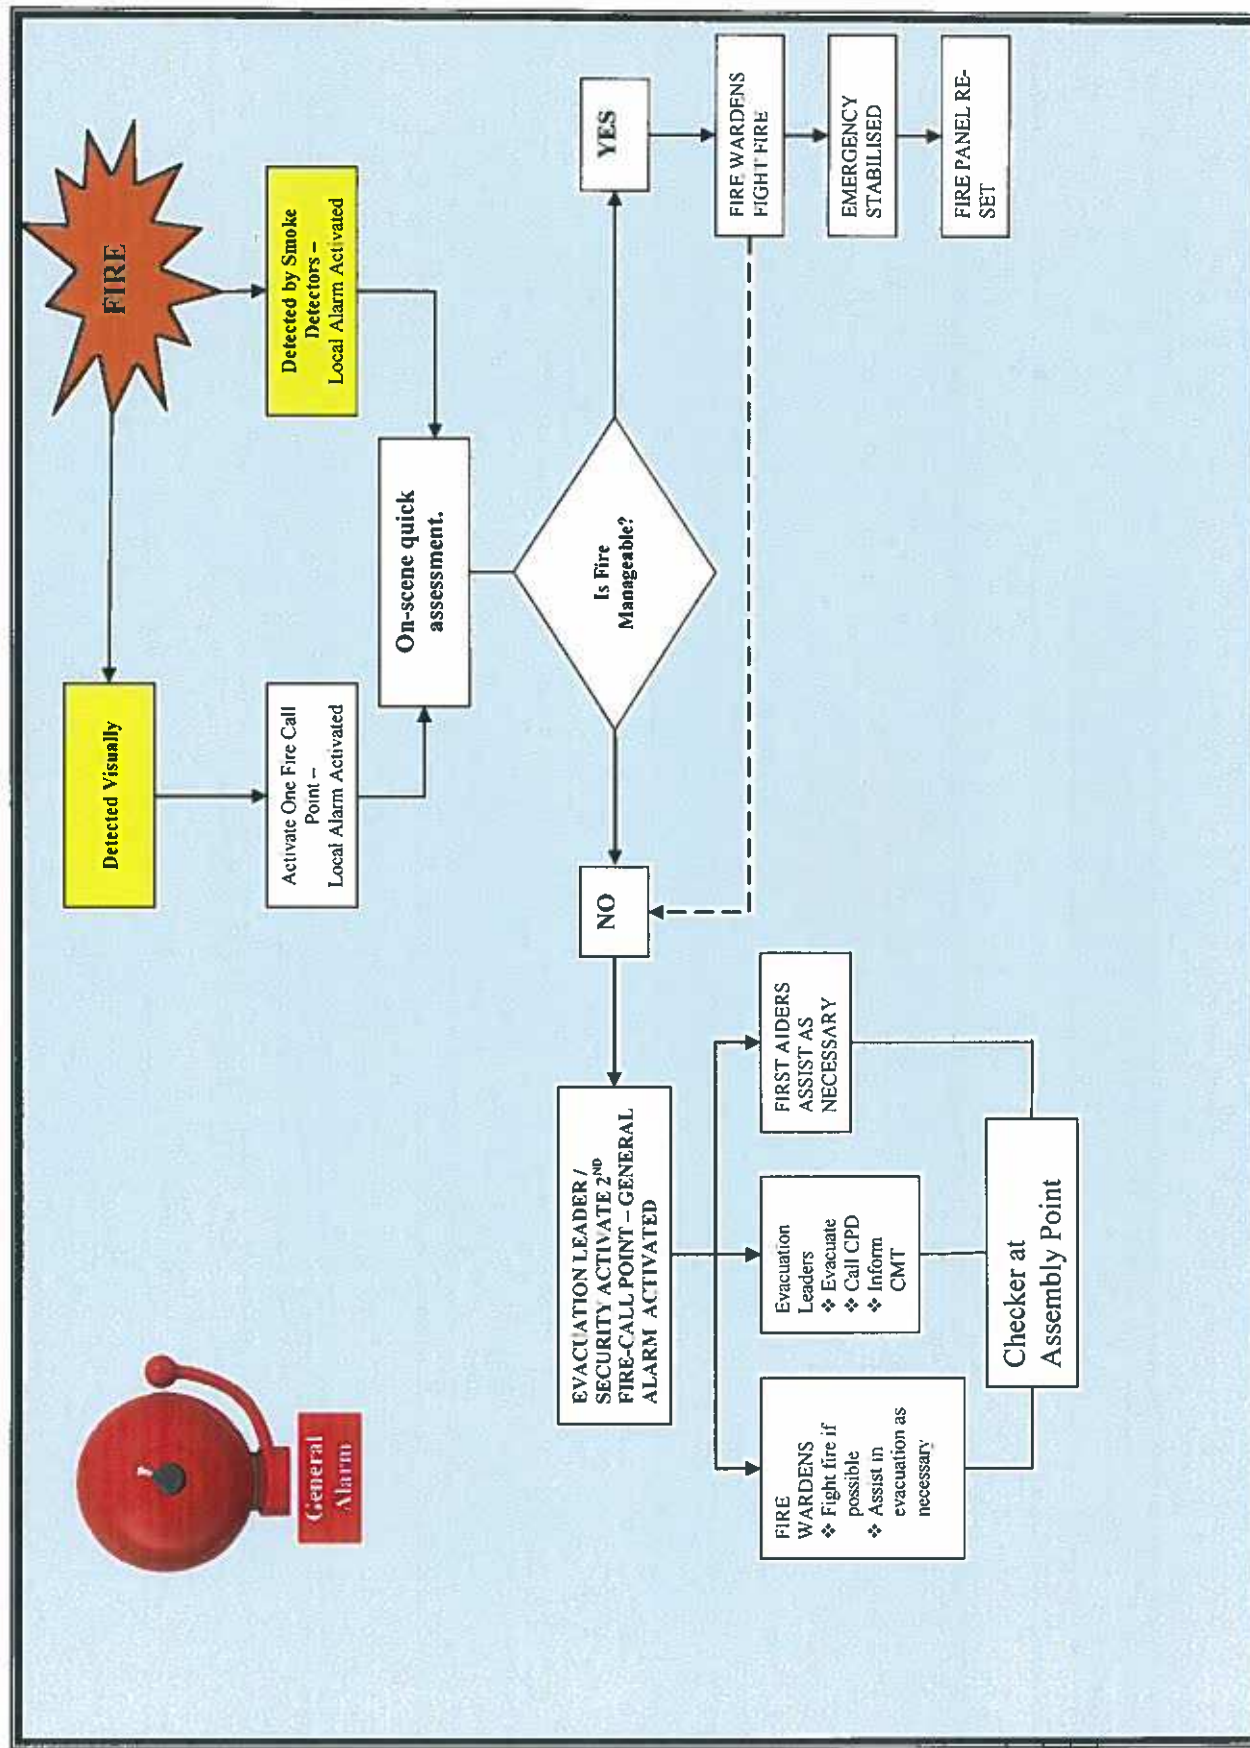 FIRE
Detected Visually
Detected by Smoke
Detectors –
Local Alarm Activated
Activate One Fire Call
Point –
Local Alarm Activated
On-scene quick
assessment.
Is Fire
Manageable?
YES
NO
FIRE WARDENS
FIGHT FIRE
EMERGENCY
STABILISED
FIRE PANEL RE-
SET
General
Alarm
EVACUATION LEADER /
SECURITY ACTIVATE 2ND
FIRE-CALL POINT – GENERAL
ALARM ACTIVATED
FIRE
WARDENS
❖ Fight fire if
possible
❖ Assist in
evacuation as
necessary
Evacuation
Leaders
❖ Evacuate
❖ Call CPD
❖ Inform
CMT
FIRST AIDERS
ASSIST AS
NECESSARY
Checker at
Assembly Point